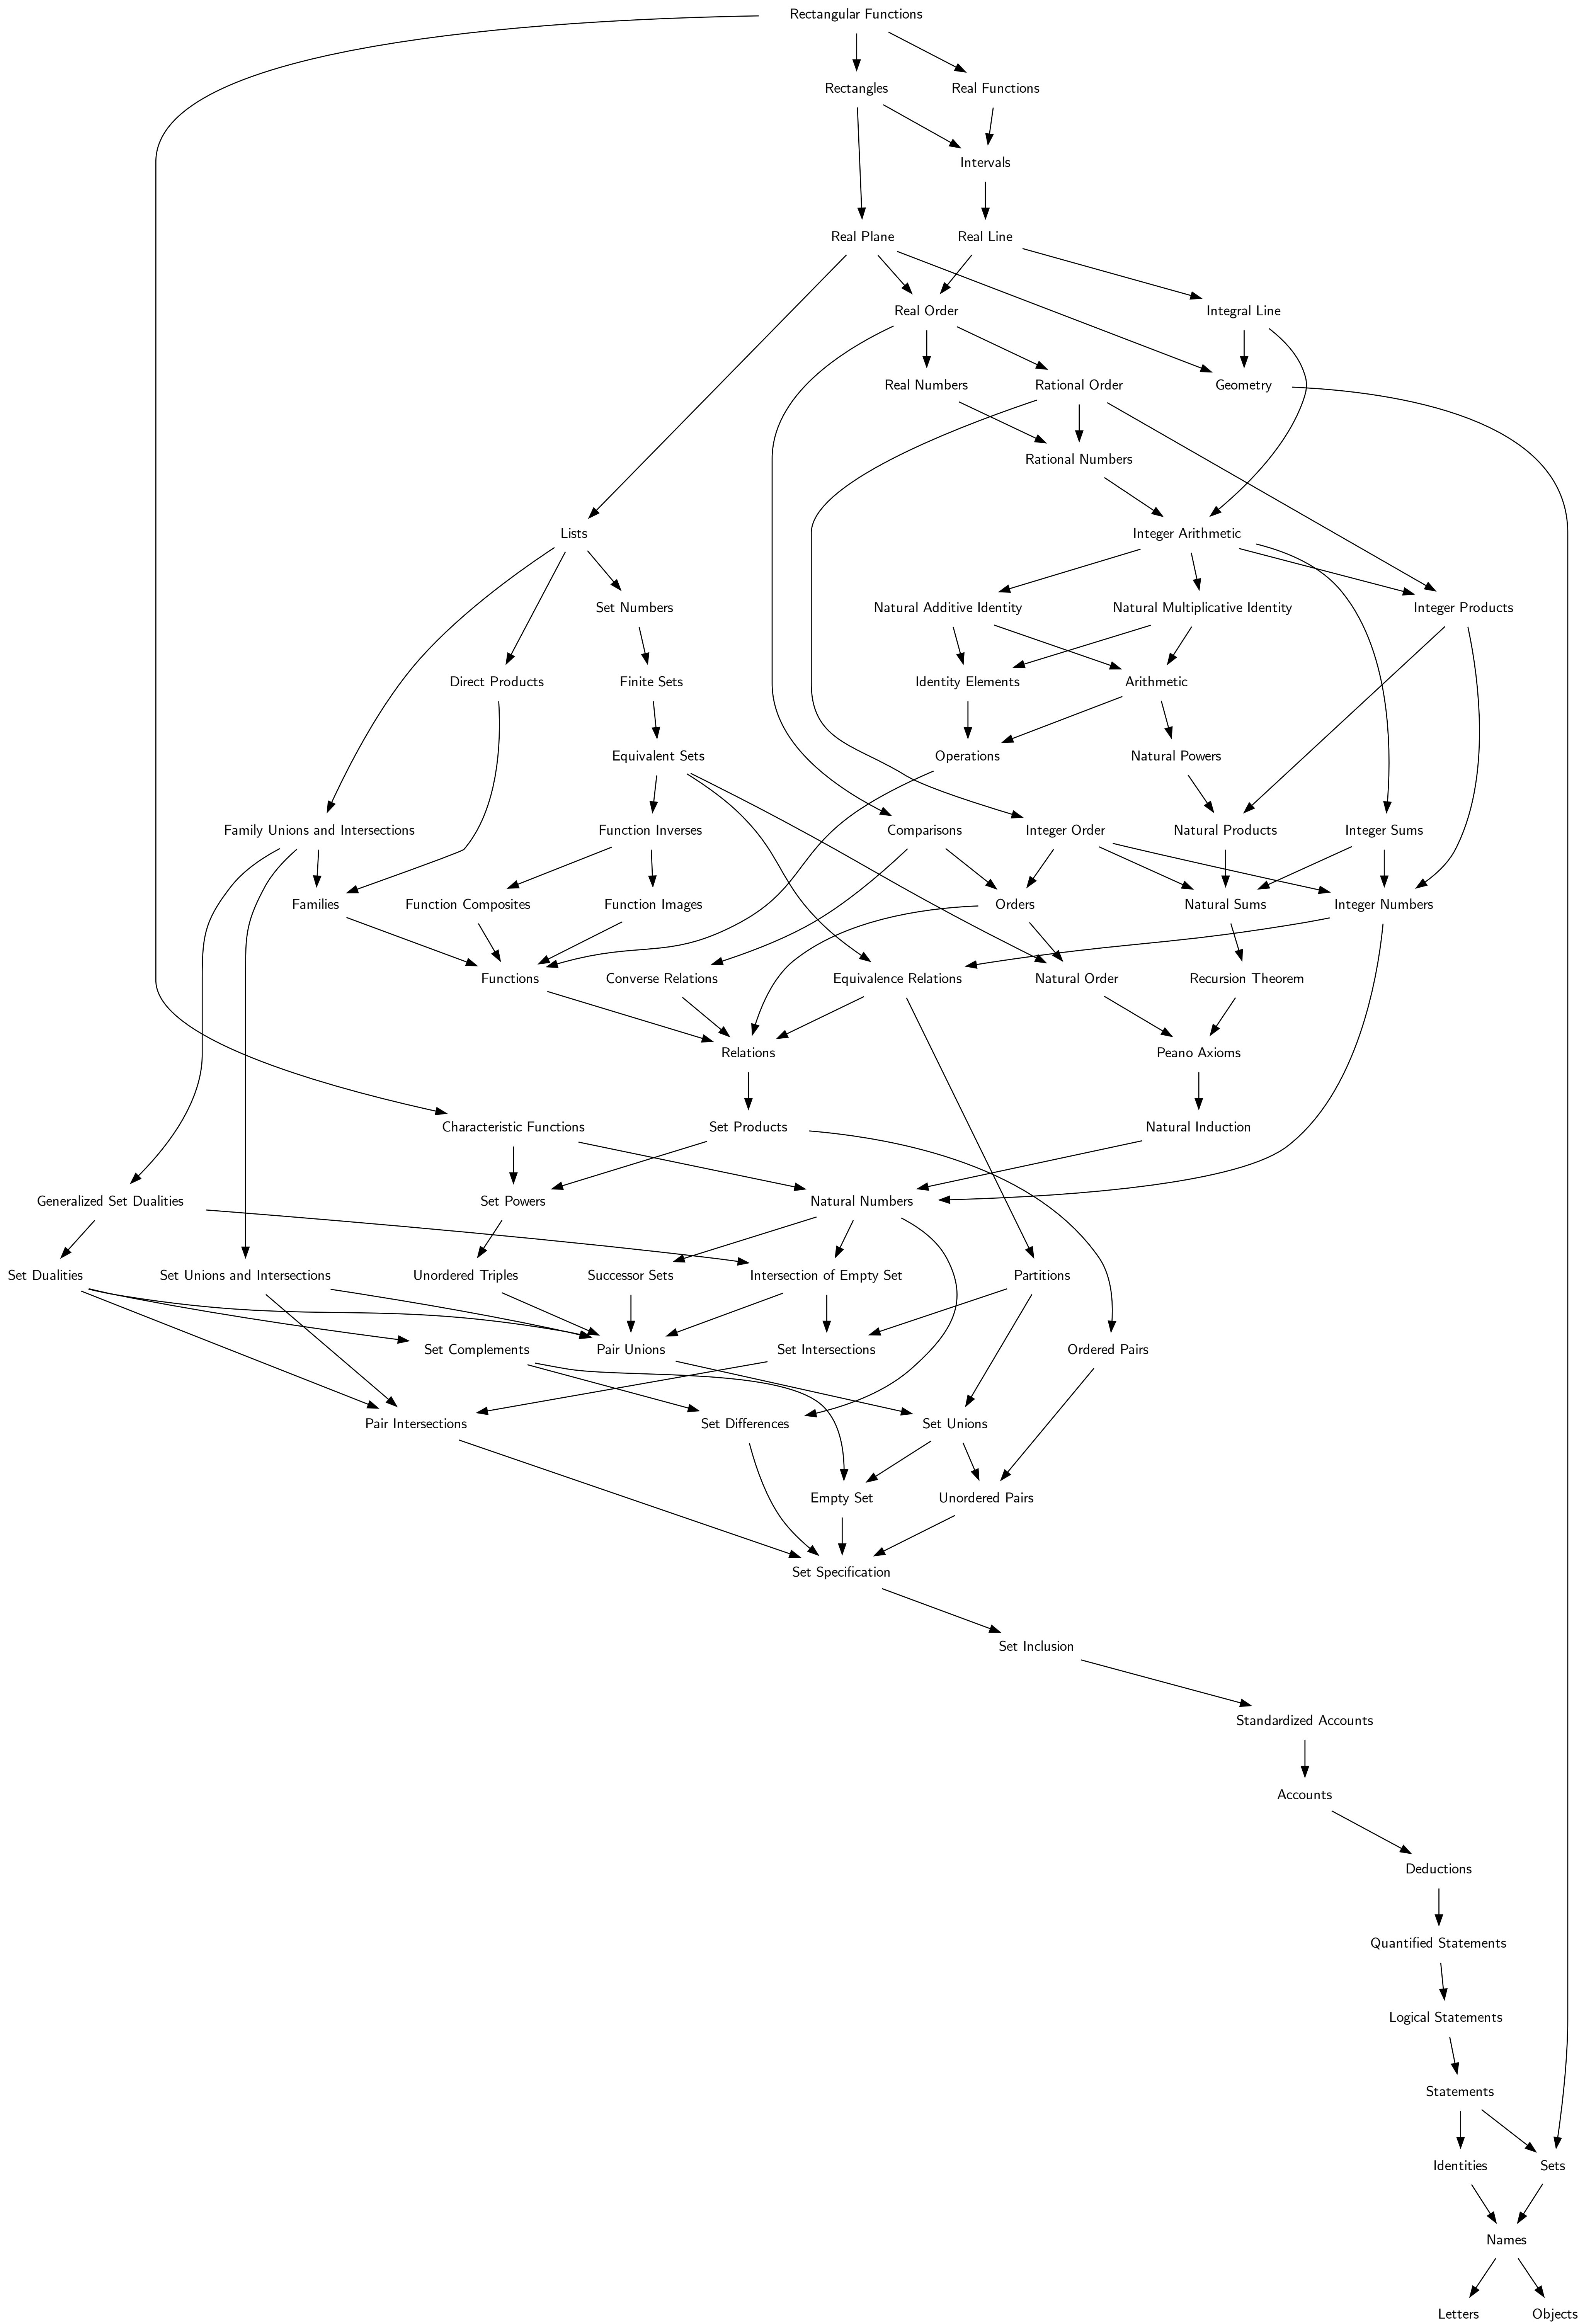 Rectangular Functions
Rectangles
Real Functions
Intervals
Real Plane
Real Line
Real Order
Integral Line
Real Numbers
Rational Order
Geometry
Rational Numbers
Lists
Integer Arithmetic
Set Numbers
Natural Additive Identity
Natural Multiplicative Identity
Integer Products
Direct Products
Finite Sets
Identity Elements
Arithmetic
Equivalent Sets
Operations
Natural Powers
Family Unions and Intersections
Function Inverses
Comparisons
Integer Order
Natural Products
Integer Sums
Families
Function Composites
Function Images
Orders
Natural Sums
Integer Numbers
Functions
Converse Relations
Equivalence Relations
Natural Order
Recursion Theorem
Relations
Peano Axioms
Characteristic Functions
Set Products
Natural Induction
Generalized Set Dualities
Set Powers
Natural Numbers
Set Dualities
Set Unions and Intersections
Unordered Triples
Successor Sets
Intersection of Empty Set
Partitions
Set Complements
Pair Unions
Set Intersections
Ordered Pairs
Pair Intersections
Set Differences
Set Unions
Empty Set
Unordered Pairs
Set Specification
Set Inclusion
Standardized Accounts
Accounts
Deductions
Quantified Statements
Logical Statements
Statements
Identities
Sets
Names
Letters
Objects